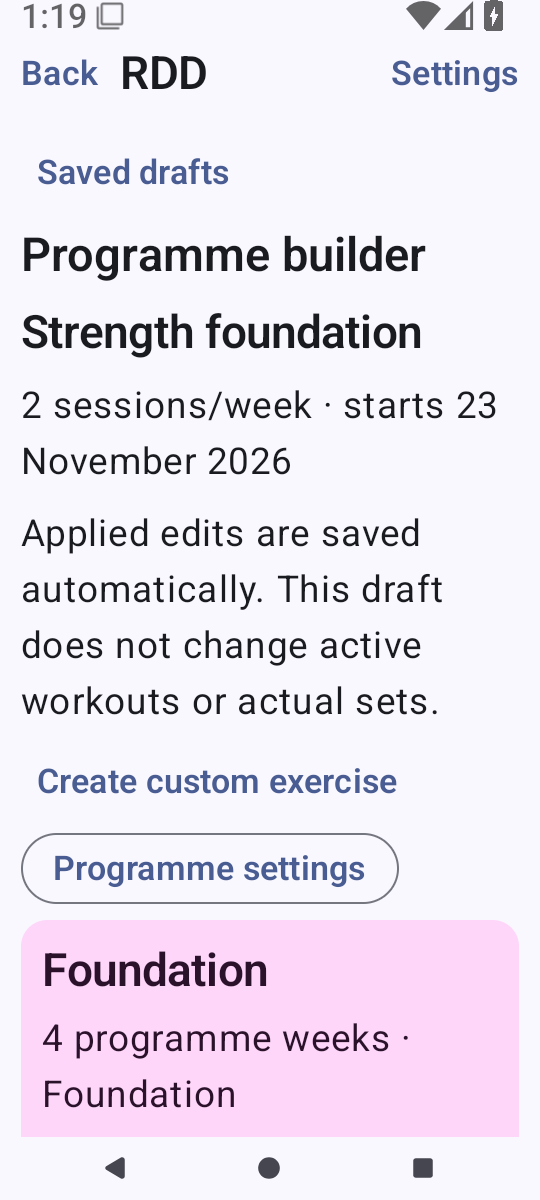 1:19
Back RDD Settings
Saved drafts
Programme builder
Strength foundation
2 sessions/week · starts 23
November 2026
Applied edits are saved
automatically. This draft
does not change active
workouts or actual sets.
Create custom exercise
Programme settings
Foundation
4 programme weeks ·
Foundation